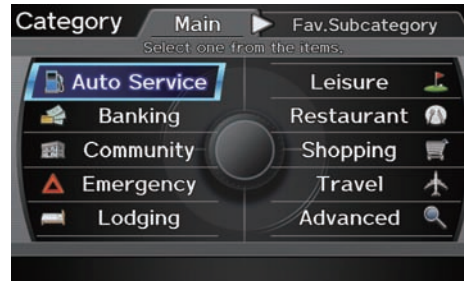 Category Main Fav.Subcategory
Select one from the items.
Auto Service Leisure
Banking Restaurant
Community Shopping
Emergency Travel
Lodging Advanced